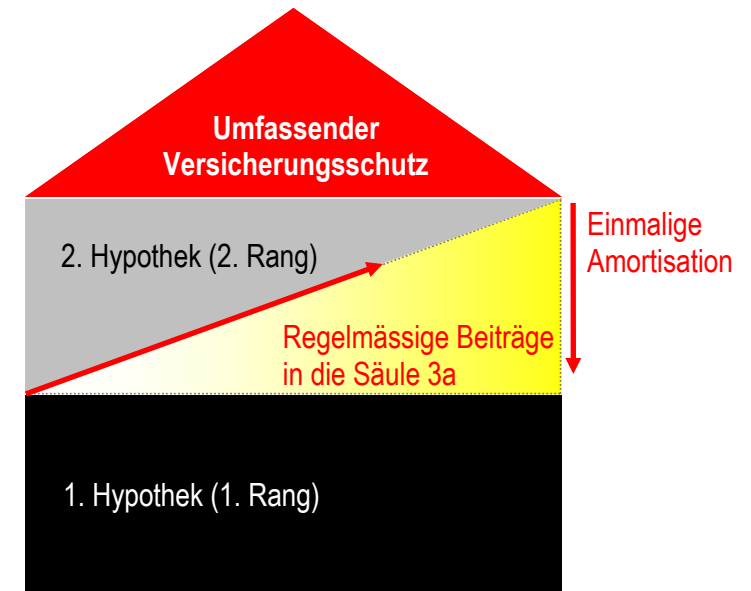 Umfassender
Versicherungsschutz
2. Hypothek (2. Rang)
Einmalige
Amortisation
Regelmässige Beiträge
in die Säule 3a
1. Hypothek (1. Rang)